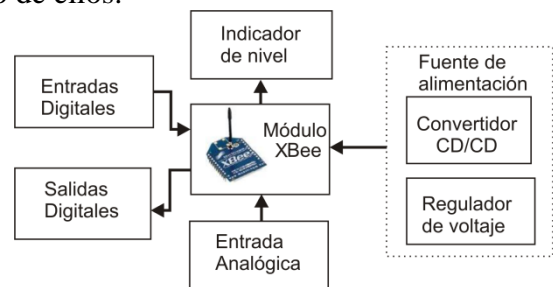 o de ellos.
Indicador
de nivel
Fuente de
alimentación
Entradas
Digitales
Módulo
XBee
XBee
Convertidor
CD/CD
Salidas
Digitales
Regulador
de voltaje
Entrada
Analógica